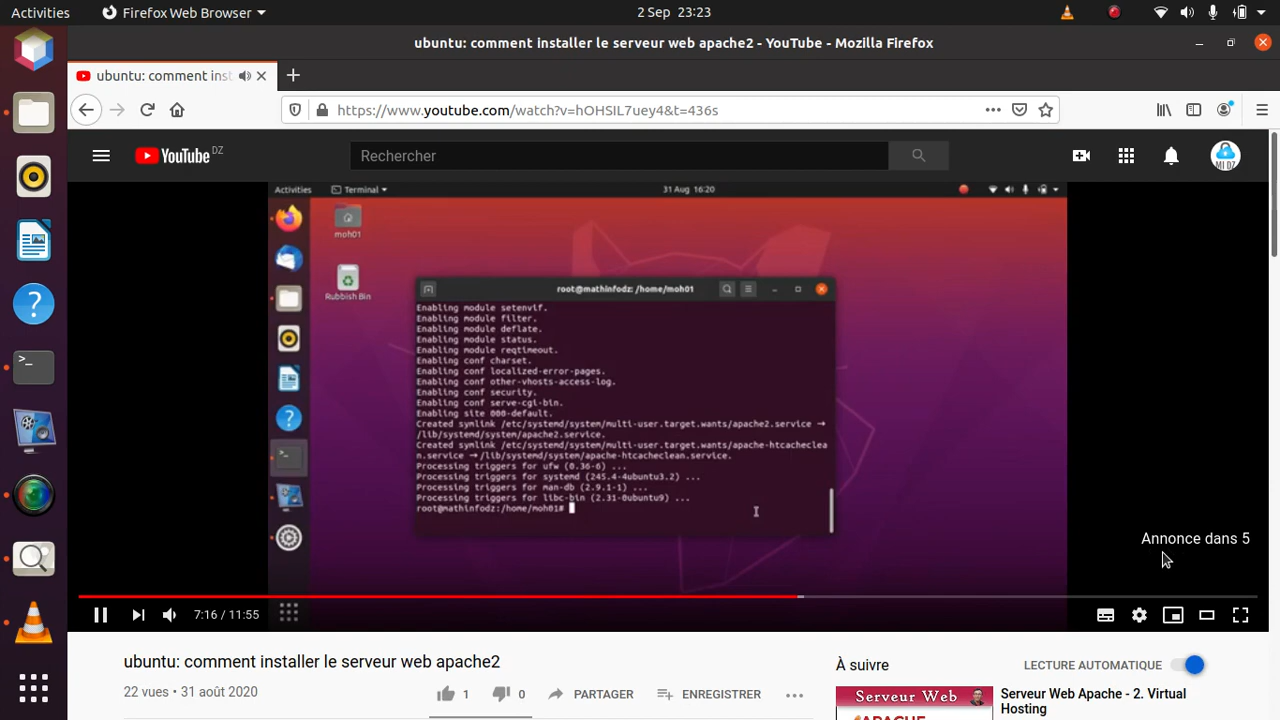 Activities
Firefox Web Browser
2 Sep 23:23
ubuntu: comment installer le serveur web apache2 - YouTube - Mozilla Firefox
ubuntu: comment inst
https://www.youtube.com/watch?v=hOHSIL7uey4&t=436s
YouTube DZ
Rechercher
MI DZ
Activities
Terminal
31 Aug 16:20
moh01
Rubbish Bin
root@mathinfodz: /home/moh01
Enabling module setenvif.
Enabling module filter.
Enabling module deflate.
Enabling module status.
Enabling module reqtimeout.
Enabling conf charset.
Enabling conf localized-error-pages.
Enabling conf other-vhosts-access-log.
Enabling conf security.
Enabling conf serve-cgi-bin.
Enabling site 000-default.
Created symlink /etc/systemd/system/multi-user.target.wants/apache2.service →
/lib/systemd/system/apache2.service.
Created symlink /etc/systemd/system/multi-user.target.wants/apache-htcacheclea
n.service → /lib/systemd/system/apache-htcacheclean.service.
Processing triggers for ufw (0.36-6) ...
Processing triggers for systemd (245.4-4ubuntu3.2) ...
Processing triggers for man-db (2.9.1-1) ...
Processing triggers for libc-bin (2.31-0ubuntu9) ...
root@mathinfodz:/home/moh01#
Annonce dans 5
7:16 / 11:55
ubuntu: comment installer le serveur web apache2
22 vues • 31 août 2020
1
0
PARTAGER
ENREGISTRER
À suivre
LECTURE AUTOMATIQUE
Serveur Web
Serveur Web Apache - 2. Virtual
Hosting